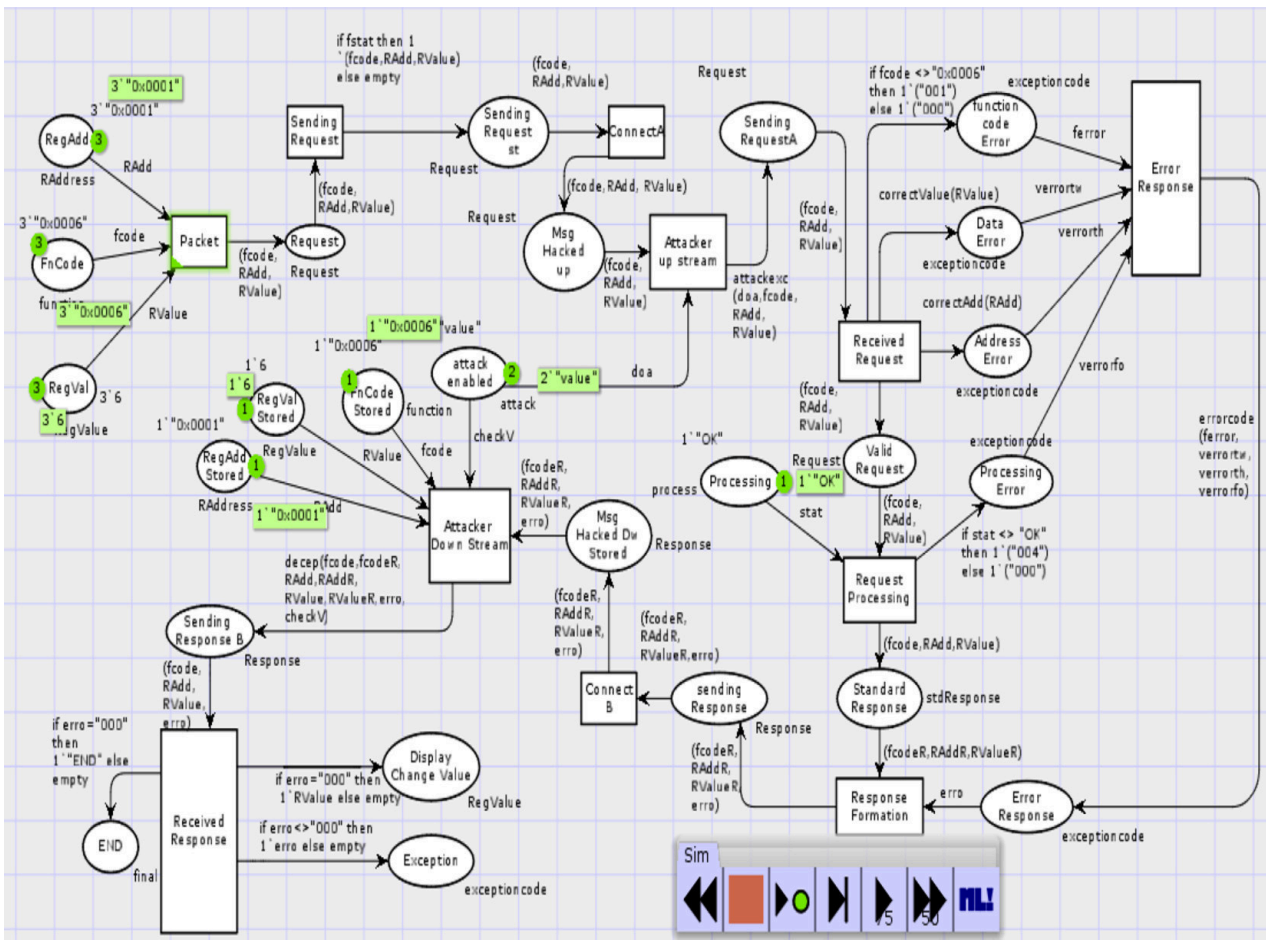 if fstat then 1
`(fcode,RAdd,RValue)
else empty
(fcode,
RAdd,RValue)
Request
3`"0x0001"
3`"0x0001"
RegAdd
3
RAddress
RAdd
Sending
Request
Sending
Request
st
Request
ConnectA
Sending
RequestA
if fcode <>"0x0006"
then 1`("001")
else 1`("000")
exceptioncode
function
code
Error
ferror
Error
Response
(fcode,
RAdd,RValue)
(fcode,RAdd, RValue)
3`"0x0006"
3
FnCode
fcode
Packet
(fcode,
RAdd,
RValue)
Request
Request
Request
Msg
Hacked
up
(fcode,
RAdd,
RValue)
Attacker
up stream
attackexc
(doa,fcode,
RAdd,
RValue)
(fcode,
RAdd,
RValue)
correctValue(RValue)
Data
Error
exceptioncode
verrortw
verrorth
3`"0x0006"
RValue
3
RegVal
3`6
3`6
correctAdd(RAdd)
Received
Request
Address
Error
exceptioncode
verrorfo
1`"0x0006"
"value"
1`"0x0006"
attack
enabled
2
2`"value"
doa
attack
1`6
1`6
1
RegVal
Stored
RegValue
1
FnCode
Stored
function
checkV
1`"0x0001"
RegAdd
Stored
1
RAddress
1`"0x0001"
RValue
fcode
(fcodeR,
RAddR,
RValueR,
erro)
(fcode,
RAdd,
RValue)
Valid
Request
Request
1`"OK"
Processing
1
1`"OK"
process
stat
exceptioncode
Processing
Error
errorcode
(ferror,
verrortw,
verrorth,
verrorfo)
(fcode,
RAdd,
RValue)
if stat <> "OK"
then 1`("004")
else 1`("000")
Attacker
Down Stream
Msg
Hacked Dw
Stored
Response
Request
Processing
decep(fcode,fcodeR,
RAdd,RAddR,
RValue,RValueR,erro,
checkV)
Sending
Response B
Response
(fcodeR,
RAddR,
RValueR,
erro)
(fcodeR,
RAddR,
RValueR,erro)
(fcode,RAdd,RValue)
(fcode,
RAdd,
RValue,
erro)
Connect
B
sending
Response
Response
Standard
Response
stdResponse
(fcodeR,
RAddR,
RValueR,
erro)
(fcodeR,RAddR,RValueR)
if erro="000"
then
1`"END" else
empty
Display
Change Value
RegValue
if erro="000" then
1`RValue else empty
Received
Response
Response
Formation
erro
Error
Response
exceptioncode
END
final
if erro<>"000" then
1`erro else empty
Exception
exceptioncode
Sim
75
50
ML!